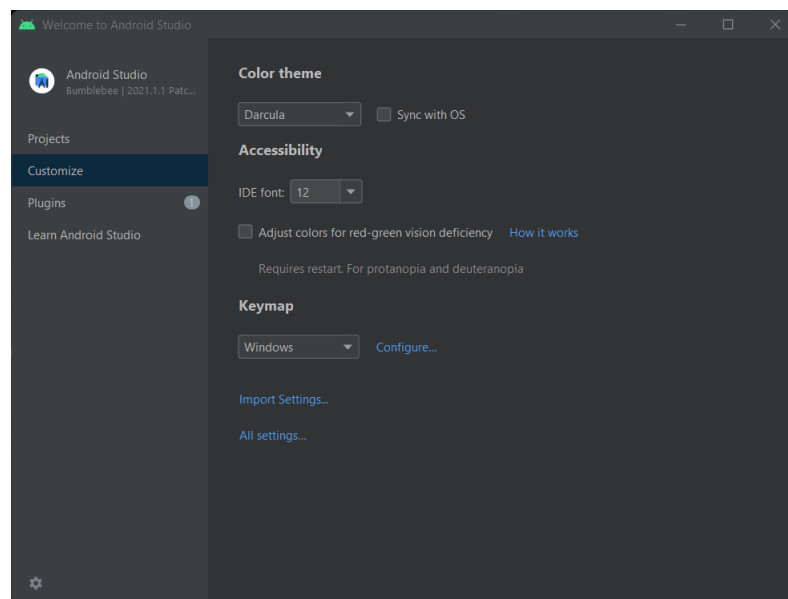 Welcome to Android Studio
Android Studio
Bumblebee | 2021.1.1 Patc...
Projects
Customize
Plugins
1
Learn Android Studio
Color theme
Darcula
Sync with OS
Accessibility
IDE font:
12
Adjust colors for red-green vision deficiency
How it works
Requires restart. For protanopia and deuteranopia
Keymap
Windows
Configure...
Import Settings...
All settings...